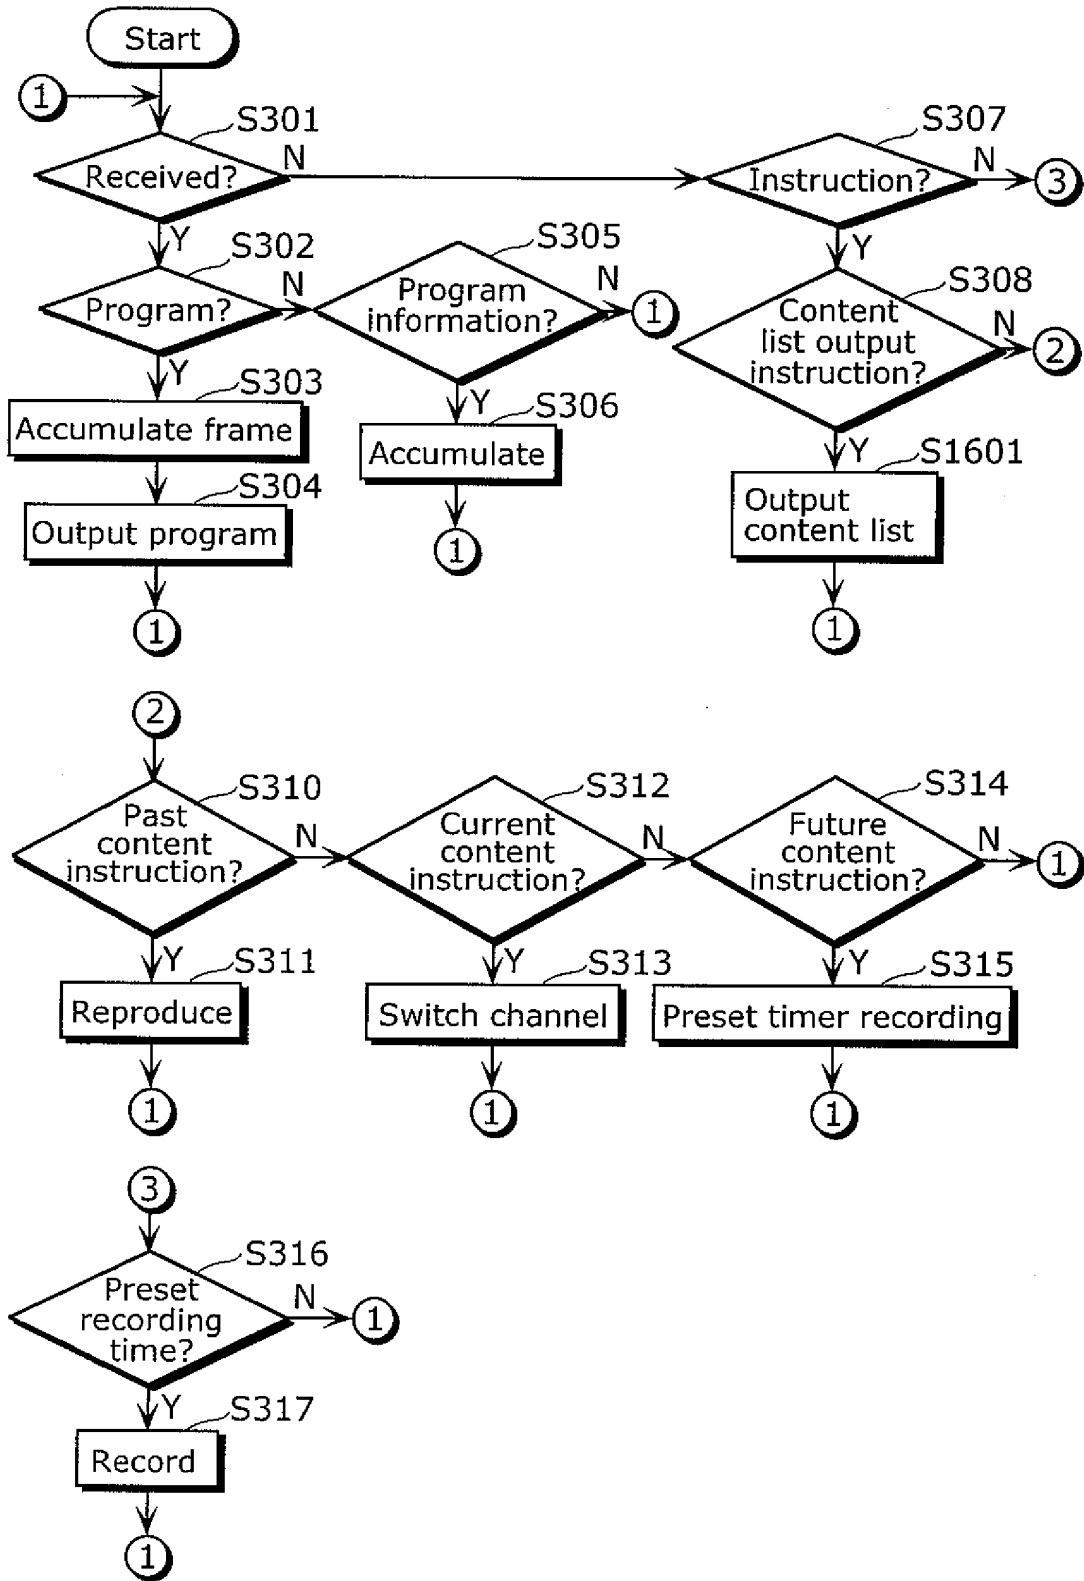 Start
1
S301
Received?
N
Y
S307
Instruction?
N
3
Y
S302
Program?
N
Y
S305
Program
information?
N
1
Y
S308
Content
list output
instruction?
N
2
Y
S303
Accumulate frame
S304
Output program
1
S306
Accumulate
1
S1601
Output
content list
1
2
S310
Past
content
instruction?
N
Y
S312
Current
content
instruction?
N
Y
S314
Future
content
instruction?
N
1
Y
S311
Reproduce
1
S313
Switch channel
1
S315
Preset timer recording
1
3
S316
Preset
recording
time?
N
1
Y
S317
Record
1